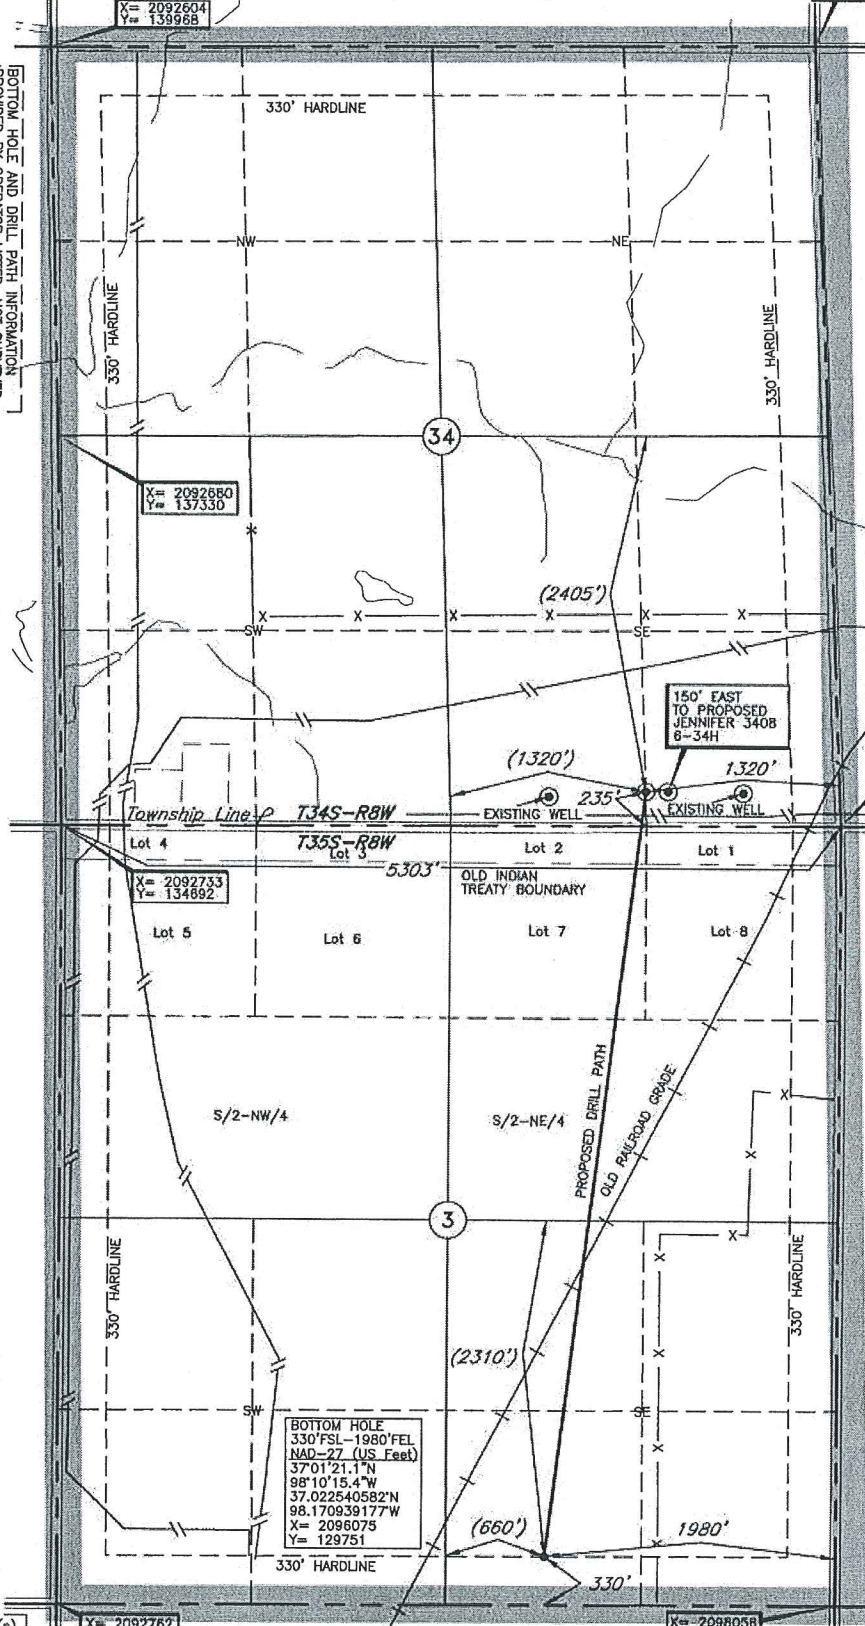 X= 2092604
Y= 139968
BOTTOM HOLE AND DRILL PATH INFORMATION
330' HARDLINE
NW
NE
330' HARDLINE
330' HARDLINE
34
X= 2092680
Y= 137330
(2405')
SW
SE
150' EAST
TO PROPOSED
JENNIFER 3408
6-34H
(1320')
1320'
235'
EXISTING WELL
EXISTING WELL
Township Line
T34S-R8W
T35S-R8W
Lot 4
Lot 3
Lot 2
Lot 1
5303'
OLD INDIAN
TREATY BOUNDARY
X= 2092733
Y= 134692
Lot 5
Lot 6
Lot 7
Lot 8
PROPOSED DRILL PATH
OLD RAILROAD GRADE
S/2-NW/4
S/2-NE/4
3
330' HARDLINE
330' HARDLINE
(2310')
SW
SE
BOTTOM HOLE
330'FSL-1980'FEL
NAD-27 (US Feet)
37°01'21.1"N
98°10'15.4"W
37.022540582°N
98.170939177°W
X= 2096075
Y= 129751
(660')
1980'
330' HARDLINE
330'
X= 2092762
X= 2098058